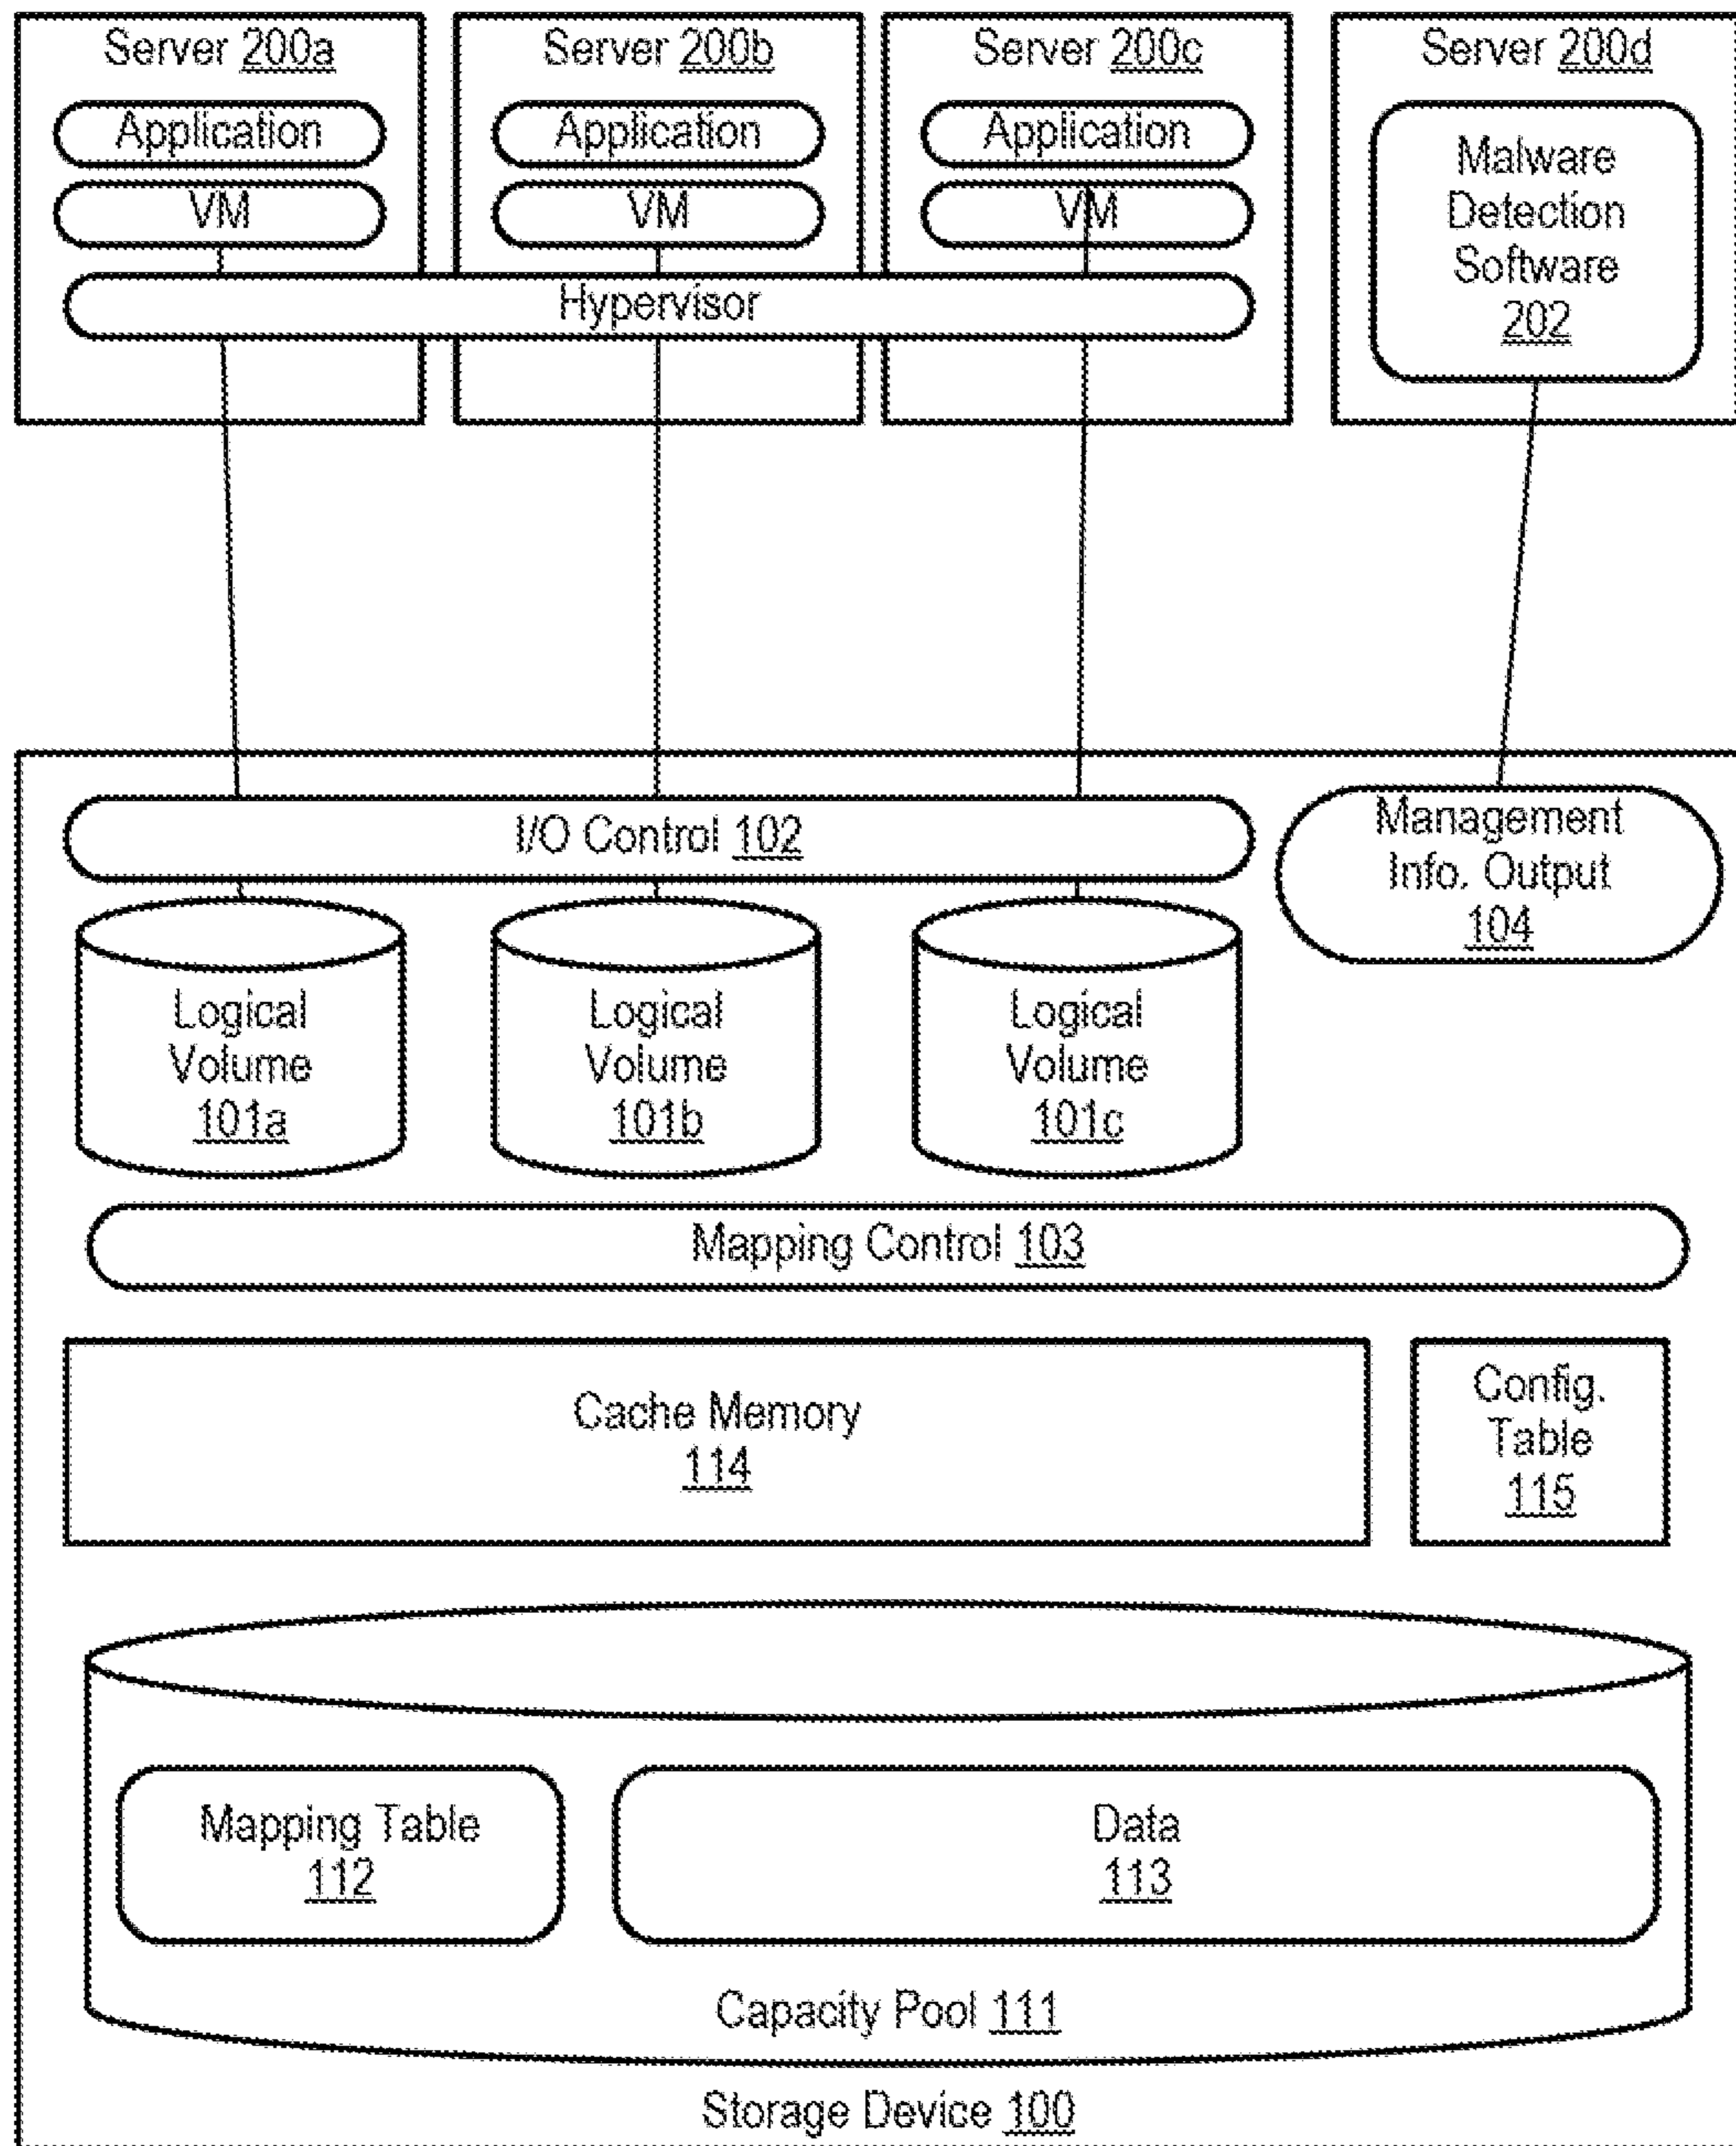 Server 200a
Application
VM
Server 200b
Application
VM
Server 200c
Application
VM
Hypervisor
Server 200d
Malware
Detection
Software
202
I/O Control 102
Management
Info. Output
104
Logical
Volume
101a
Logical
Volume
101b
Logical
Volume
101c
Mapping Control 103
Cache Memory
114
Config.
Table
115
Mapping Table
112
Data
113
Capacity Pool 111
Storage Device 100